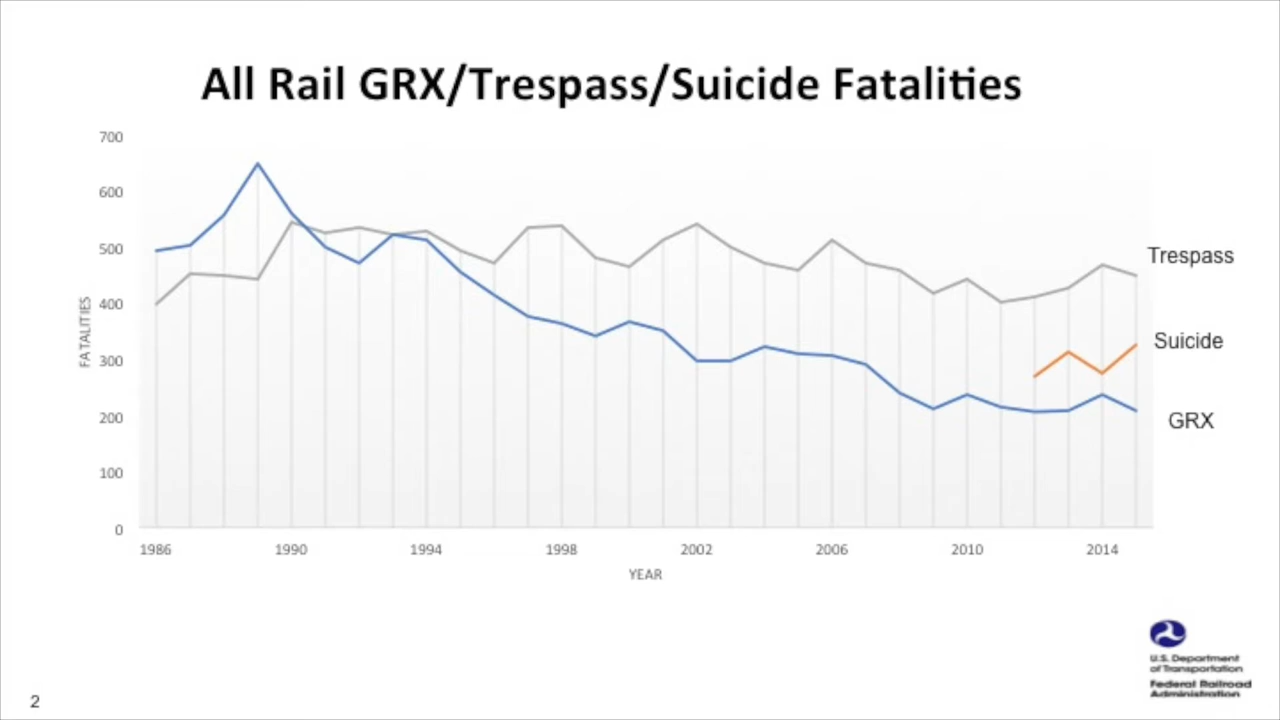 All Rail GRX/Trespass/Suicide Fatalities
700
600
500
400
300
200
100
0
FATALITIES
1986
1990
1994
1998
2002
2006
2010
2014
YEAR
Trespass
Suicide
GRX
U.S. Department
of Transportation
Federal Railroad
Administration
2